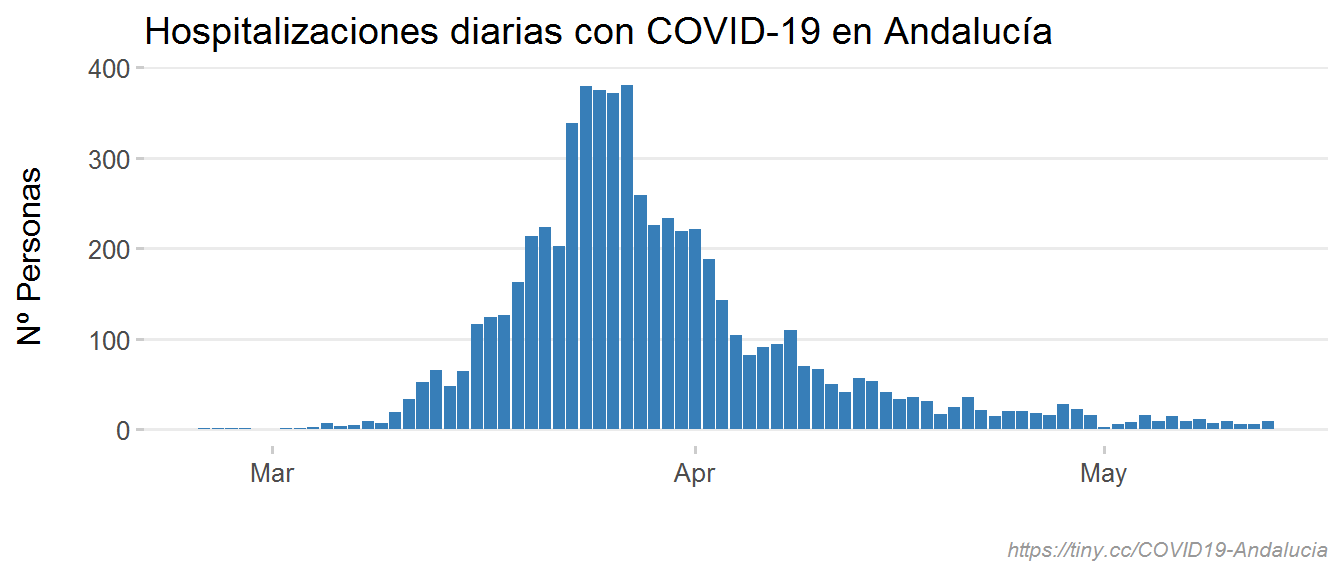 Hospitalizaciones diarias con COVID-19 en Andalucía
Nº Personas
400
300
200
100
0
Mar Apr May
https://tiny.cc/COVID19-Andalucia